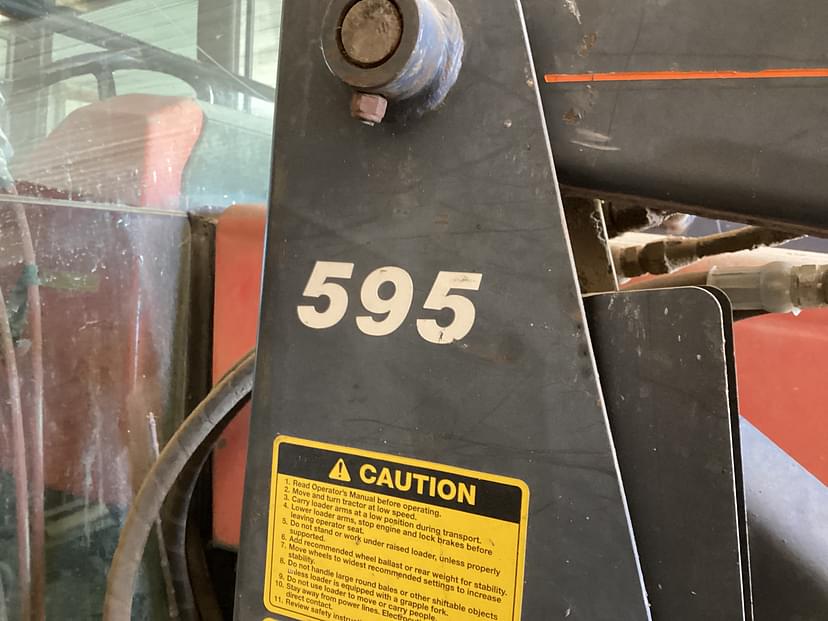 595
CAUTION
1. Read Operator's Manual before operating.
2. Move and turn tractor at low speed.
3. Carry loader arms at a low position during transport.
4. Lower loader arms, stop engine and lock brakes before
leaving operator seat.
5. Do not stand or work under raised loader, unless properly
supported.
6. Add recommended wheel ballast or rear weight for stability.
7. Move wheels to widest recommended settings to increase
stability.
8. Do not handle large round bales or other shiftable objects
unless loader is equipped with a grapple fork.
9. Do not use loader to move or carry people.
10. Stay away from power lines.
direct contact.
11. Review safety